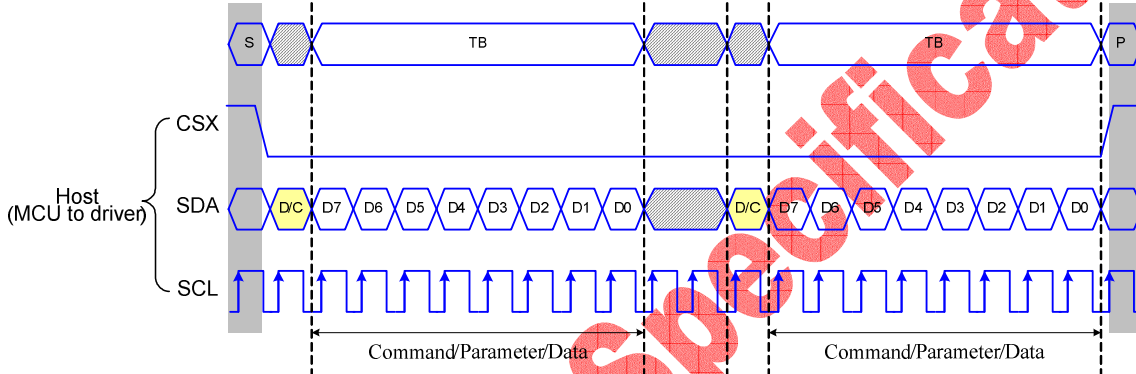 S TB TB P
CSX
Host
(MCU to driver)
SDA D/C D7 D6 D5 D4 D3 D2 D1 D0 D/C D7 D6 D5 D4 D3 D2 D1 D0
SCL
Command/Parameter/Data Command/Parameter/Data
Specificat